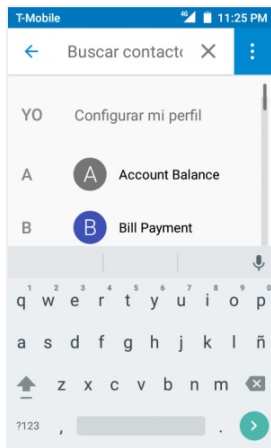 T-Mobile 4G 11:25 PM
Buscar contacto
YO Configurar mi perfil
A A Account Balance
B B Bill Payment
1 2 3 4 5 6 7 8 9 0
q w e r t y u i o p
a s d f g h j k l ñ
z x c v b n m
?123 , .